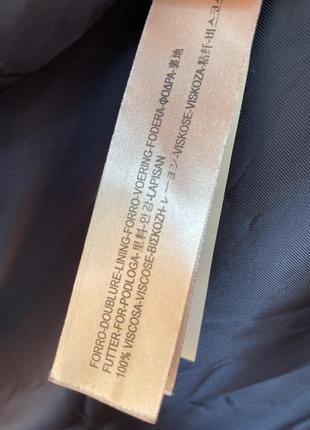 FORRO-DOUBLURE-LINING-FORRO-VOERING-FODERA-ΦΟΔΡΑ-裏地
FUTTER-FOR-PODLOGA-里料-안감-LAPISAN
100% VISCOSA-VISCOSE-ΒΙΣΚΟΖΗ-レーヨン-VISKOSE-VISKOZA-粘纤-비스코스